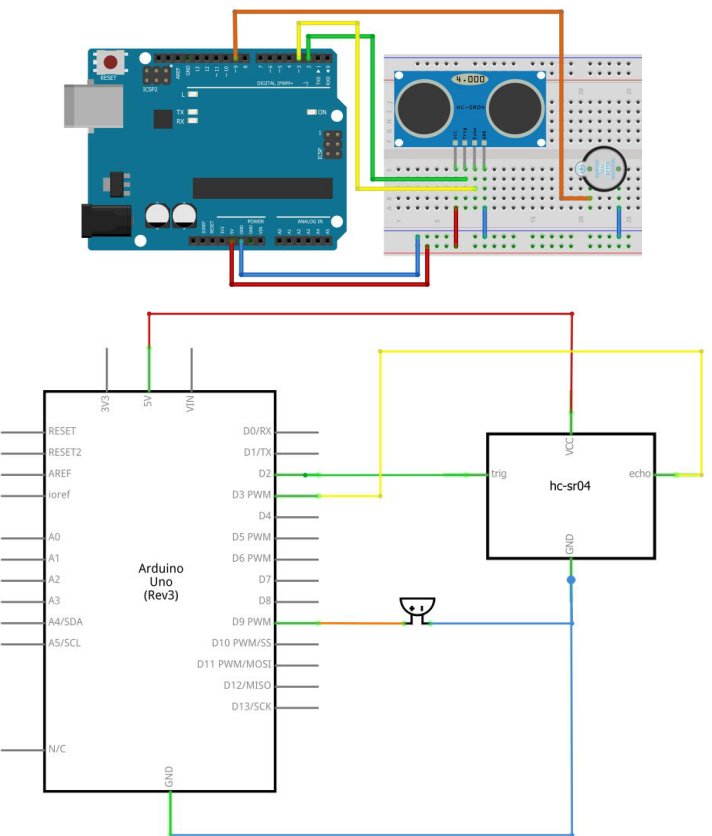 RESET
ICSP2
AREF
GND
13
12
~11
~10
~9
8
7
~6
~5
4
~3
2
TX0 ▶ 1
RX0 ◀ 0
DIGITAL (PWM~)
L
TX
RX
ON
1
ICSP
IOREF
RESET
3V3
5V
GND
GND
VIN
POWER
ANALOG IN
A0
A1
A2
A3
A4
A5
4.000
HC-SR04
VCC
Trig
Echo
GND
3V3
5V
VIN
RESET
D0/RX
RESET2
D1/TX
AREF
D2
ioref
D3 PWM
D4
A0
D5 PWM
A1
D6 PWM
A2
D7
A3
D8
A4/SDA
D9 PWM
A5/SCL
D10 PWM/SS
D11 PWM/MOSI
D12/MISO
D13/SCK
N/C
GND
Arduino
Uno
(Rev3)
VCC
trig
echo
hc-sr04
GND